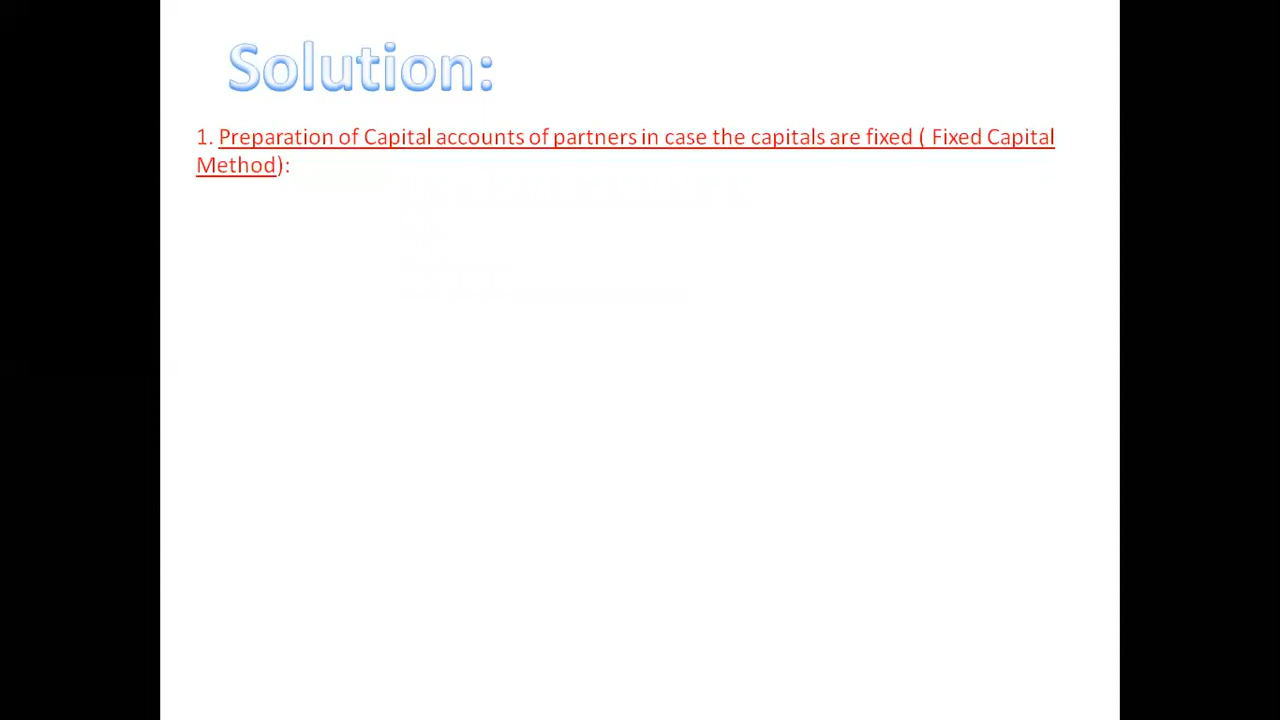 Solution:
1. Preparation of Capital accounts of partners in case the capitals are fixed ( Fixed Capital
Method):